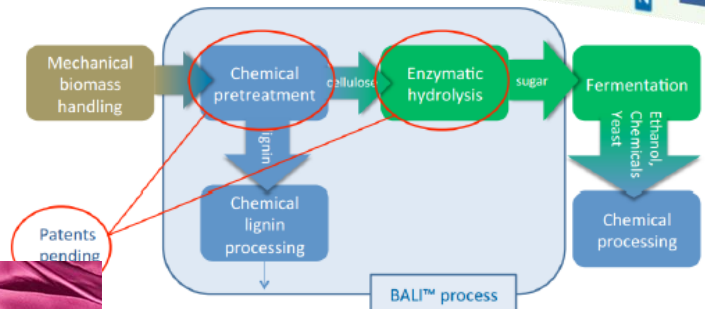 Mechanical
biomass
handling
Chemical
pretreatment
cellulose
Enzymatic
hydrolysis
sugar
Fermentation
lignin
Ethanol,
Chemicals
Yeast
Chemical
lignin
processing
Chemical
processing
Patents
pending
BALI™ process